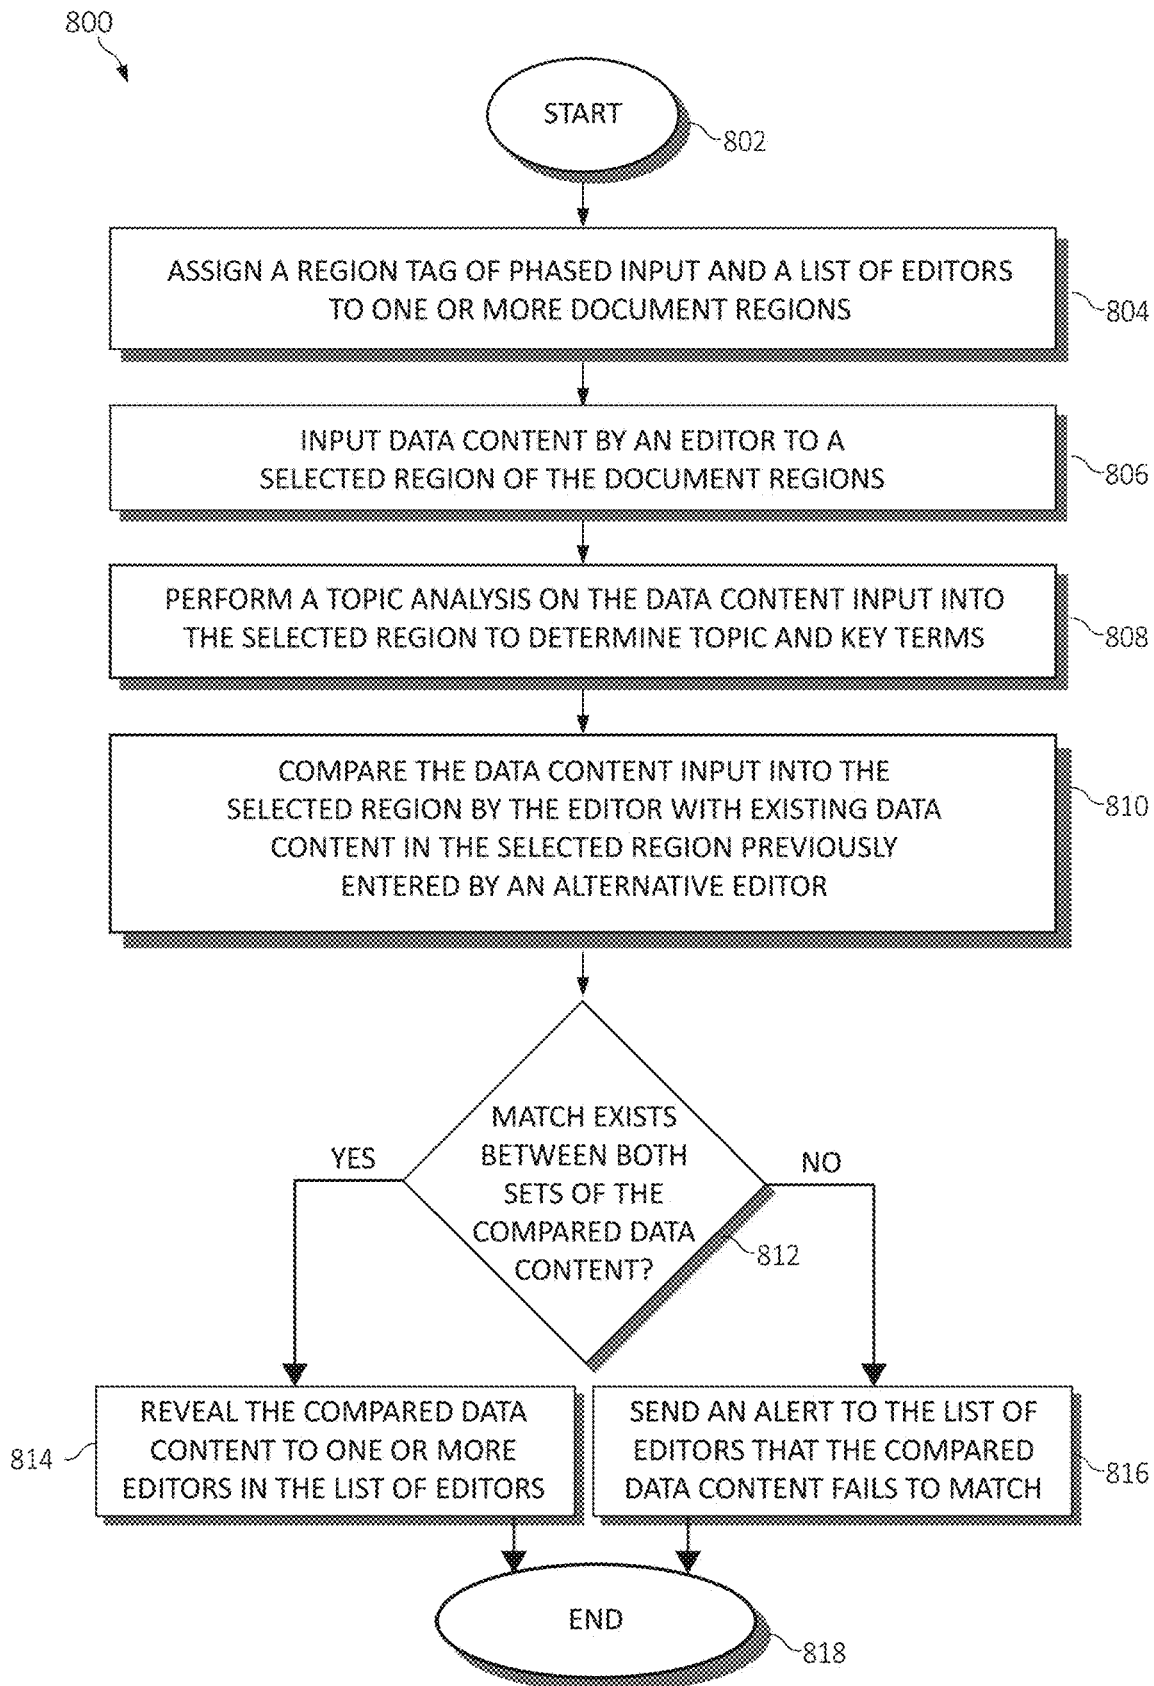 800
START
802
ASSIGN A REGION TAG OF PHASED INPUT AND A LIST OF EDITORS
TO ONE OR MORE DOCUMENT REGIONS
804
INPUT DATA CONTENT BY AN EDITOR TO A
SELECTED REGION OF THE DOCUMENT REGIONS
806
PERFORM A TOPIC ANALYSIS ON THE DATA CONTENT INPUT INTO
THE SELECTED REGION TO DETERMINE TOPIC AND KEY TERMS
808
COMPARE THE DATA CONTENT INPUT INTO THE
SELECTED REGION BY THE EDITOR WITH EXISTING DATA
CONTENT IN THE SELECTED REGION PREVIOUSLY
ENTERED BY AN ALTERNATIVE EDITOR
810
MATCH EXISTS
BETWEEN BOTH
SETS OF THE
COMPARED DATA
CONTENT?
812
YES
NO
REVEAL THE COMPARED DATA
CONTENT TO ONE OR MORE
EDITORS IN THE LIST OF EDITORS
814
SEND AN ALERT TO THE LIST OF
EDITORS THAT THE COMPARED
DATA CONTENT FAILS TO MATCH
816
END
818